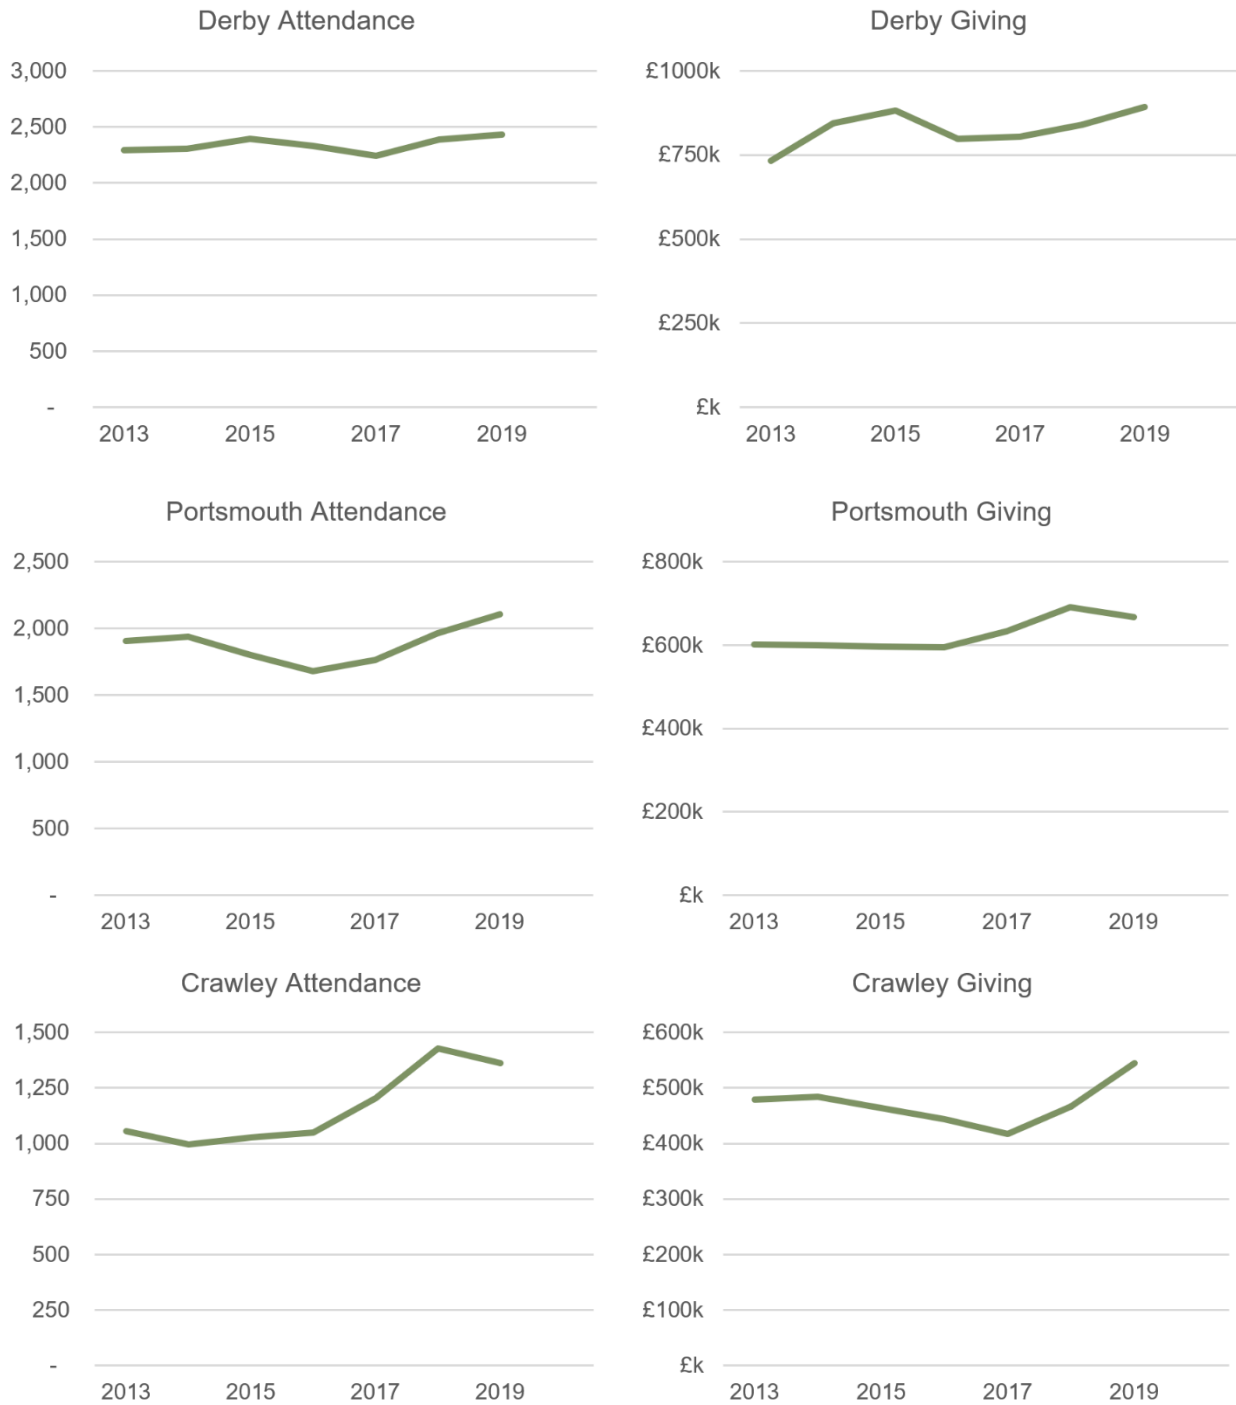 Derby Attendance
3,000
2,500
2,000
1,500
1,000
500
-
2013 2015 2017 2019
Derby Giving
£1000k
£750k
£500k
£250k
£k
2013 2015 2017 2019
Portsmouth Attendance
2,500
2,000
1,500
1,000
500
-
2013 2015 2017 2019
Portsmouth Giving
£800k
£600k
£400k
£200k
£k
2013 2015 2017 2019
Crawley Attendance
1,500
1,250
1,000
750
500
250
-
2013 2015 2017 2019
Crawley Giving
£600k
£500k
£400k
£300k
£200k
£100k
£k
2013 2015 2017 2019